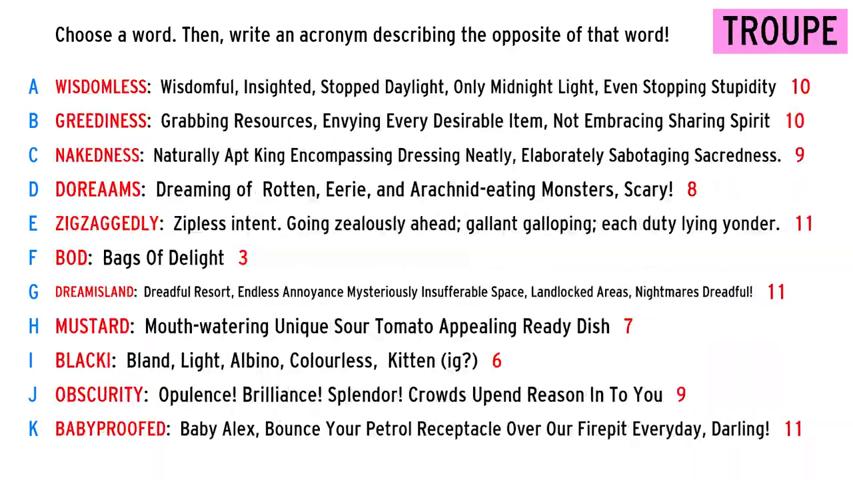 Choose a word. Then, write an acronym describing the opposite of that word!
TROUPE
A WISDOMLESS: Wisdomful, Insighted, Stopped Daylight, Only Midnight Light, Even Stopping Stupidity 10
B GREEDINESS: Grabbing Resources, Envying Every Desirable Item, Not Embracing Sharing Spirit 10
C NAKEDNESS: Naturally Apt King Encompassing Dressing Neatly, Elaborately Sabotaging Sacredness. 9
D DOREAAMS: Dreaming of Rotten, Eerie, and Arachnid-eating Monsters, Scary! 8
E ZIGZAGGEDLY: Zipless intent. Going zealously ahead; gallant galloping; each duty lying yonder. 11
F BOD: Bags Of Delight 3
G DREAMISLAND: Dreadful Resort, Endless Annoyance Mysteriously Insufferable Space, Landlocked Areas, Nightmares Dreadful! 11
H MUSTARD: Mouth-watering Unique Sour Tomato Appealing Ready Dish 7
I BLACKI: Bland, Light, Albino, Colourless, Kitten (ig?) 6
J OBSCURITY: Opulence! Brilliance! Splendor! Crowds Upend Reason In To You 9
K BABYPROOFED: Baby Alex, Bounce Your Petrol Receptacle Over Our Firepit Everyday, Darling! 11